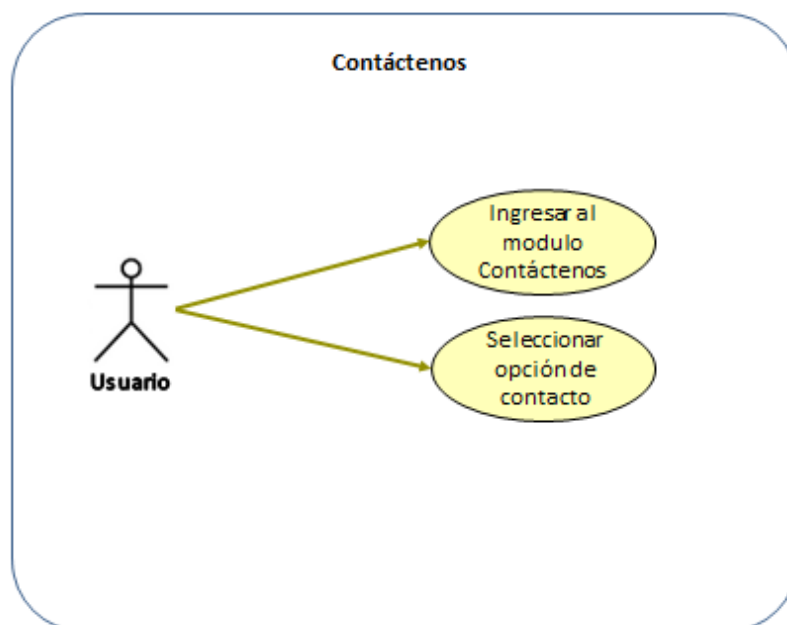 Contáctenos
Ingresar al
modulo
Contáctenos
Usuario
Seleccionar
opción de
contacto